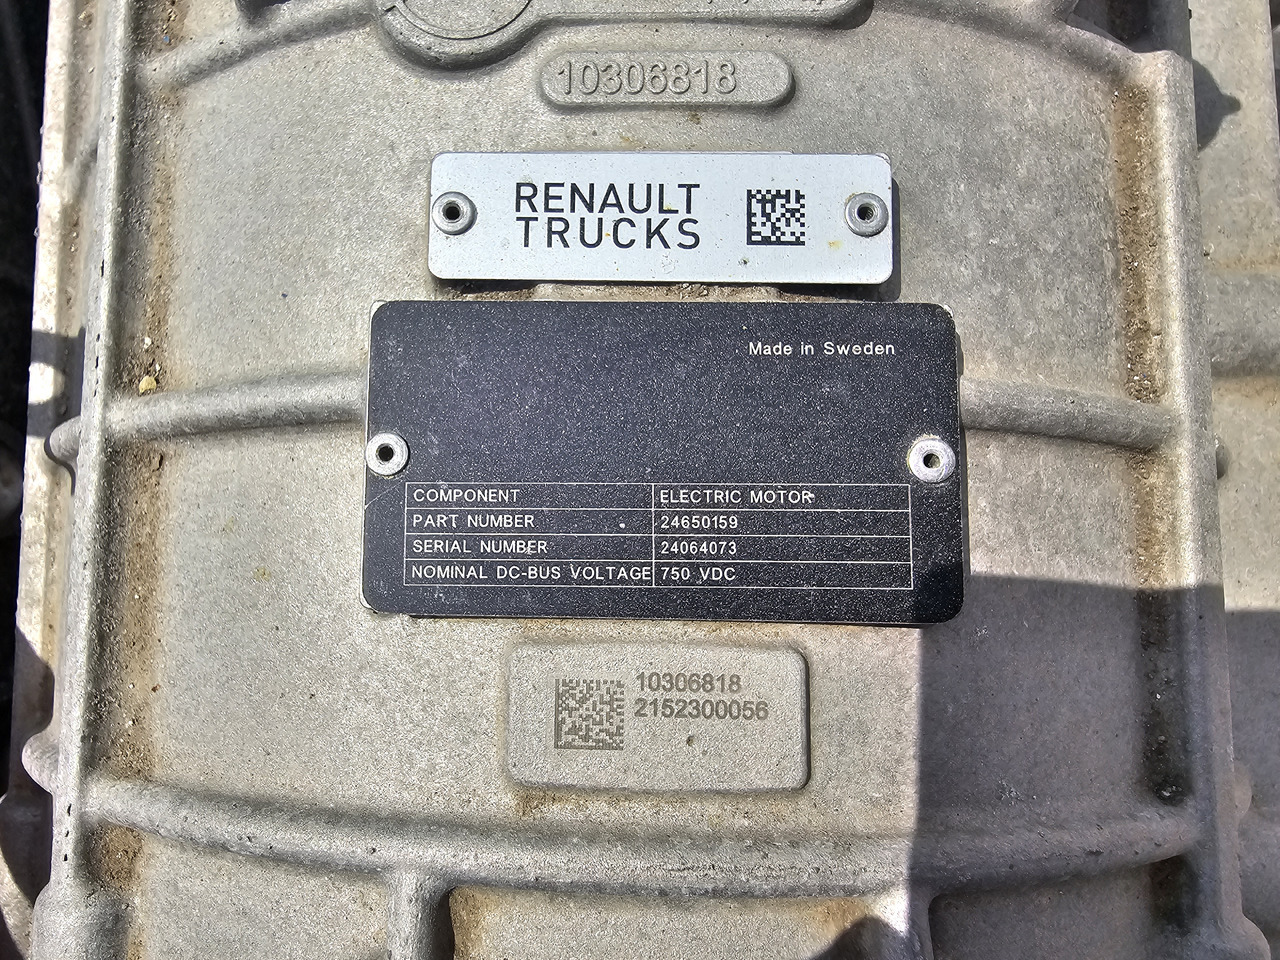 10306818
RENAULT
TRUCKS
Made in Sweden
COMPONENT ELECTRIC MOTOR
PART NUMBER 24650159
SERIAL NUMBER 24064073
NOMINAL DC-BUS VOLTAGE 750 VDC
10306818
2152300056